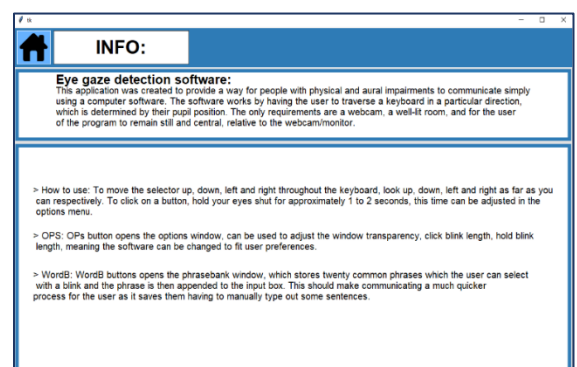 tk
INFO:
Eye gaze detection software:
This application was created to provide a way for people with physical and aural impairments to communicate simply
using a computer software. The software works by having the user to traverse a keyboard in a particular direction,
which is determined by their pupil position. The only requirements are a webcam, a well-lit room, and for the user
of the program to remain still and central, relative to the webcam/monitor.
> How to use: To move the selector up, down, left and right throughout the keyboard, look up, down, left and right as far as you
can respectively. To click on a button, hold your eyes shut for approximately 1 to 2 seconds, this time can be adjusted in the
options menu.
> OPS: OPs button opens the options window, can be used to adjust the window transparency, click blink length, hold blink
length, meaning the software can be changed to fit user preferences.
> WordB: WordB buttons opens the phrasebank window, which stores twenty common phrases which the user can select
with a blink and the phrase is then appended to the input box. This should make communicating a much quicker
process for the user as it saves them having to manually type out some sentences.